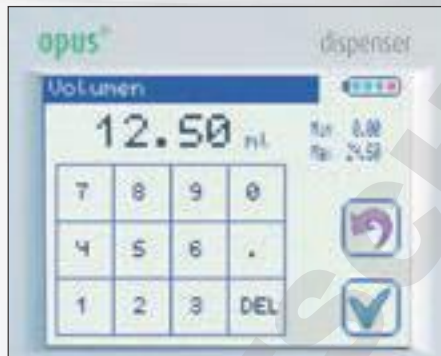 opus® dispenser
Volumen
12.50 ml
Min 0.00
Max 24.50
7 8 9 0
4 5 6 .
1 2 3 DEL